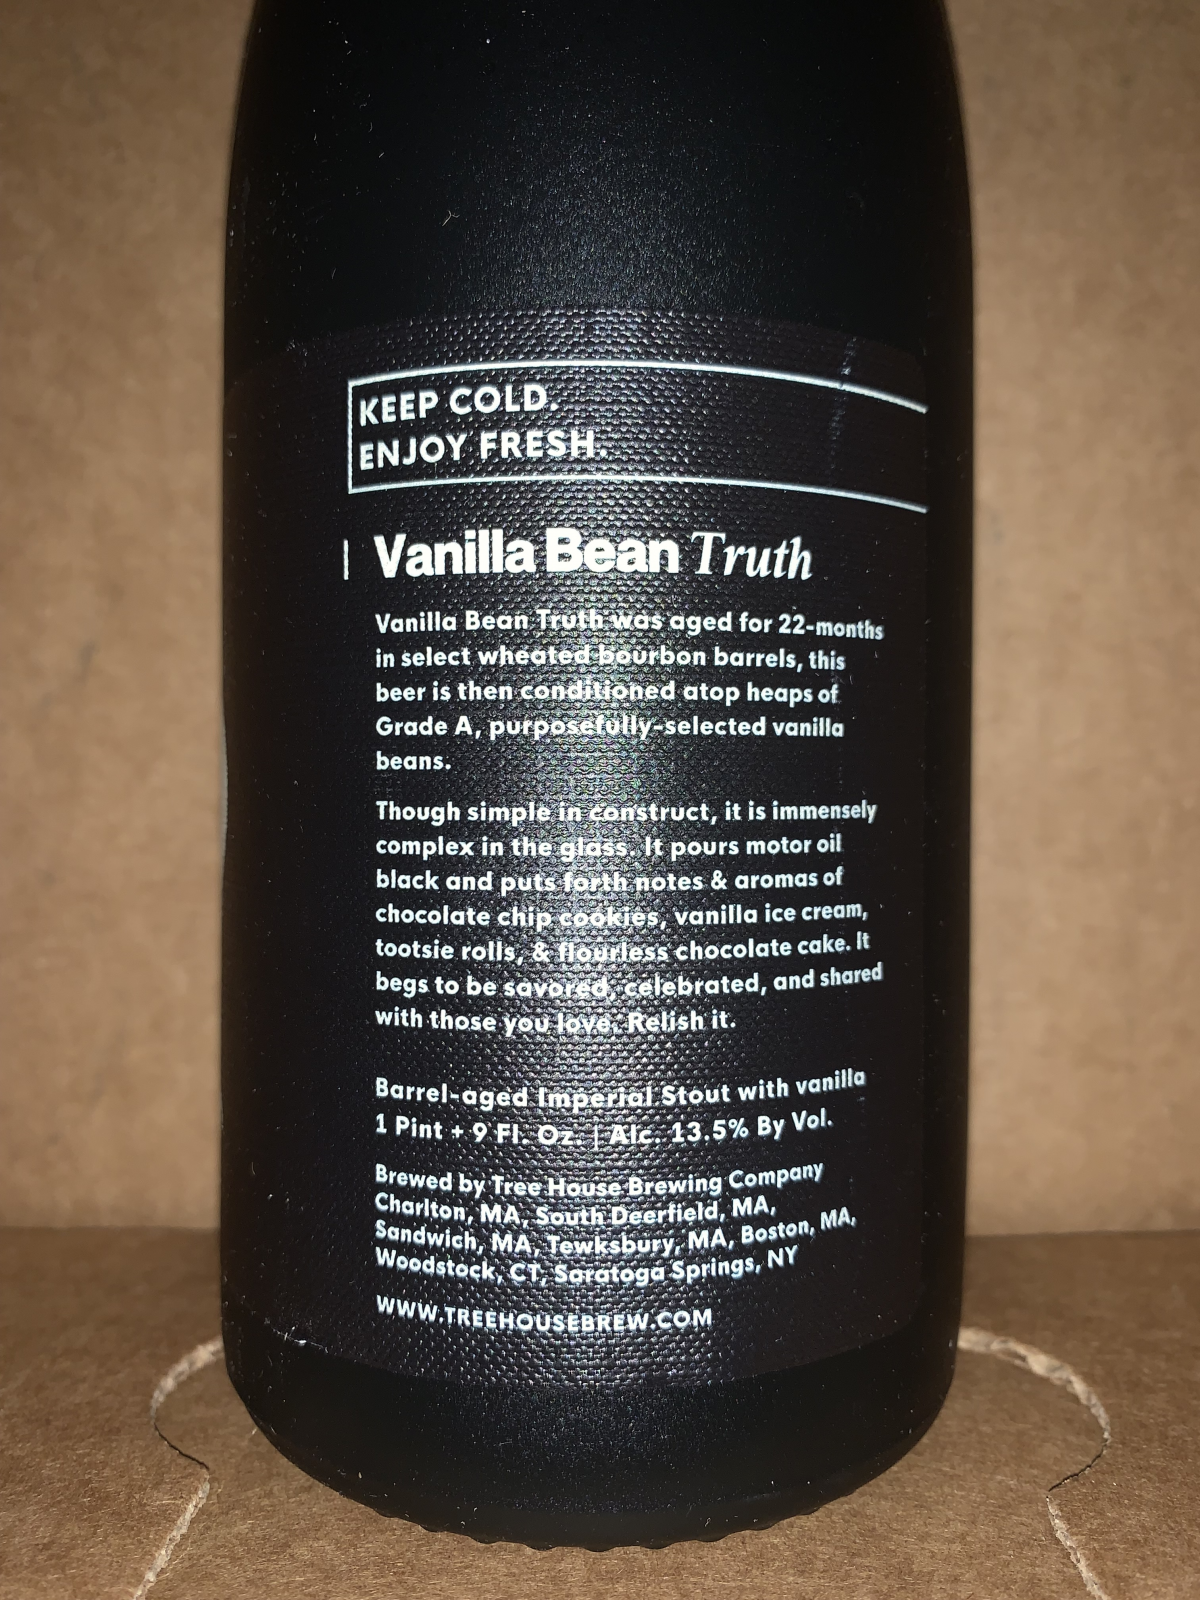 KEEP COLD.
ENJOY FRESH.
Vanilla Bean Truth
Vanilla Bean Truth was aged for 22-months
in select wheated bourbon barrels, this
beer is then conditioned atop heaps of
Grade A, purposefully-selected vanilla
beans.
Though simple in construct, it is immensely
complex in the glass. It pours motor oil
black and puts forth notes & aromas of
chocolate chip cookies, vanilla ice cream,
tootsie rolls, & flourless chocolate cake. It
begs to be savored, celebrated, and shared
with those you love. Relish it.
Barrel-aged Imperial Stout with vanilla
1 Pint + 9 Fl. Oz. | Alc. 13.5% By Vol.
Brewed by Tree House Brewing Company
Charlton, MA, South Deerfield, MA,
Sandwich, MA, Tewksbury, MA, Boston, MA,
Woodstock, CT, Saratoga Springs, NY
WWW.TREEHOUSEBREW.COM